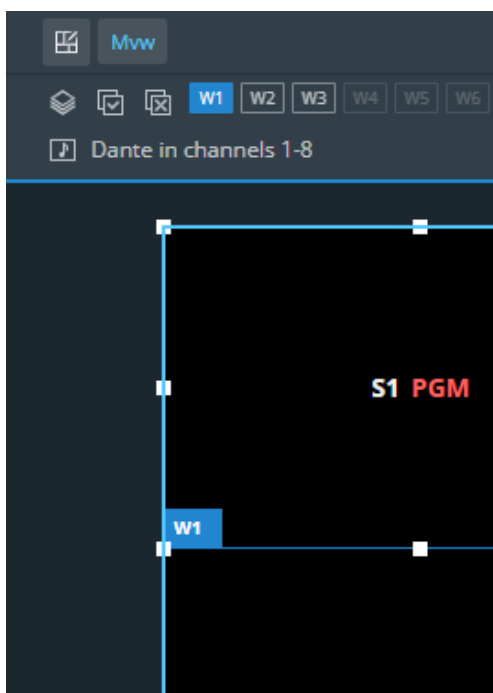 Mvw
W1 W2 W3 W4 W5 W6
Dante in channels 1-8
S1 PGM
W1